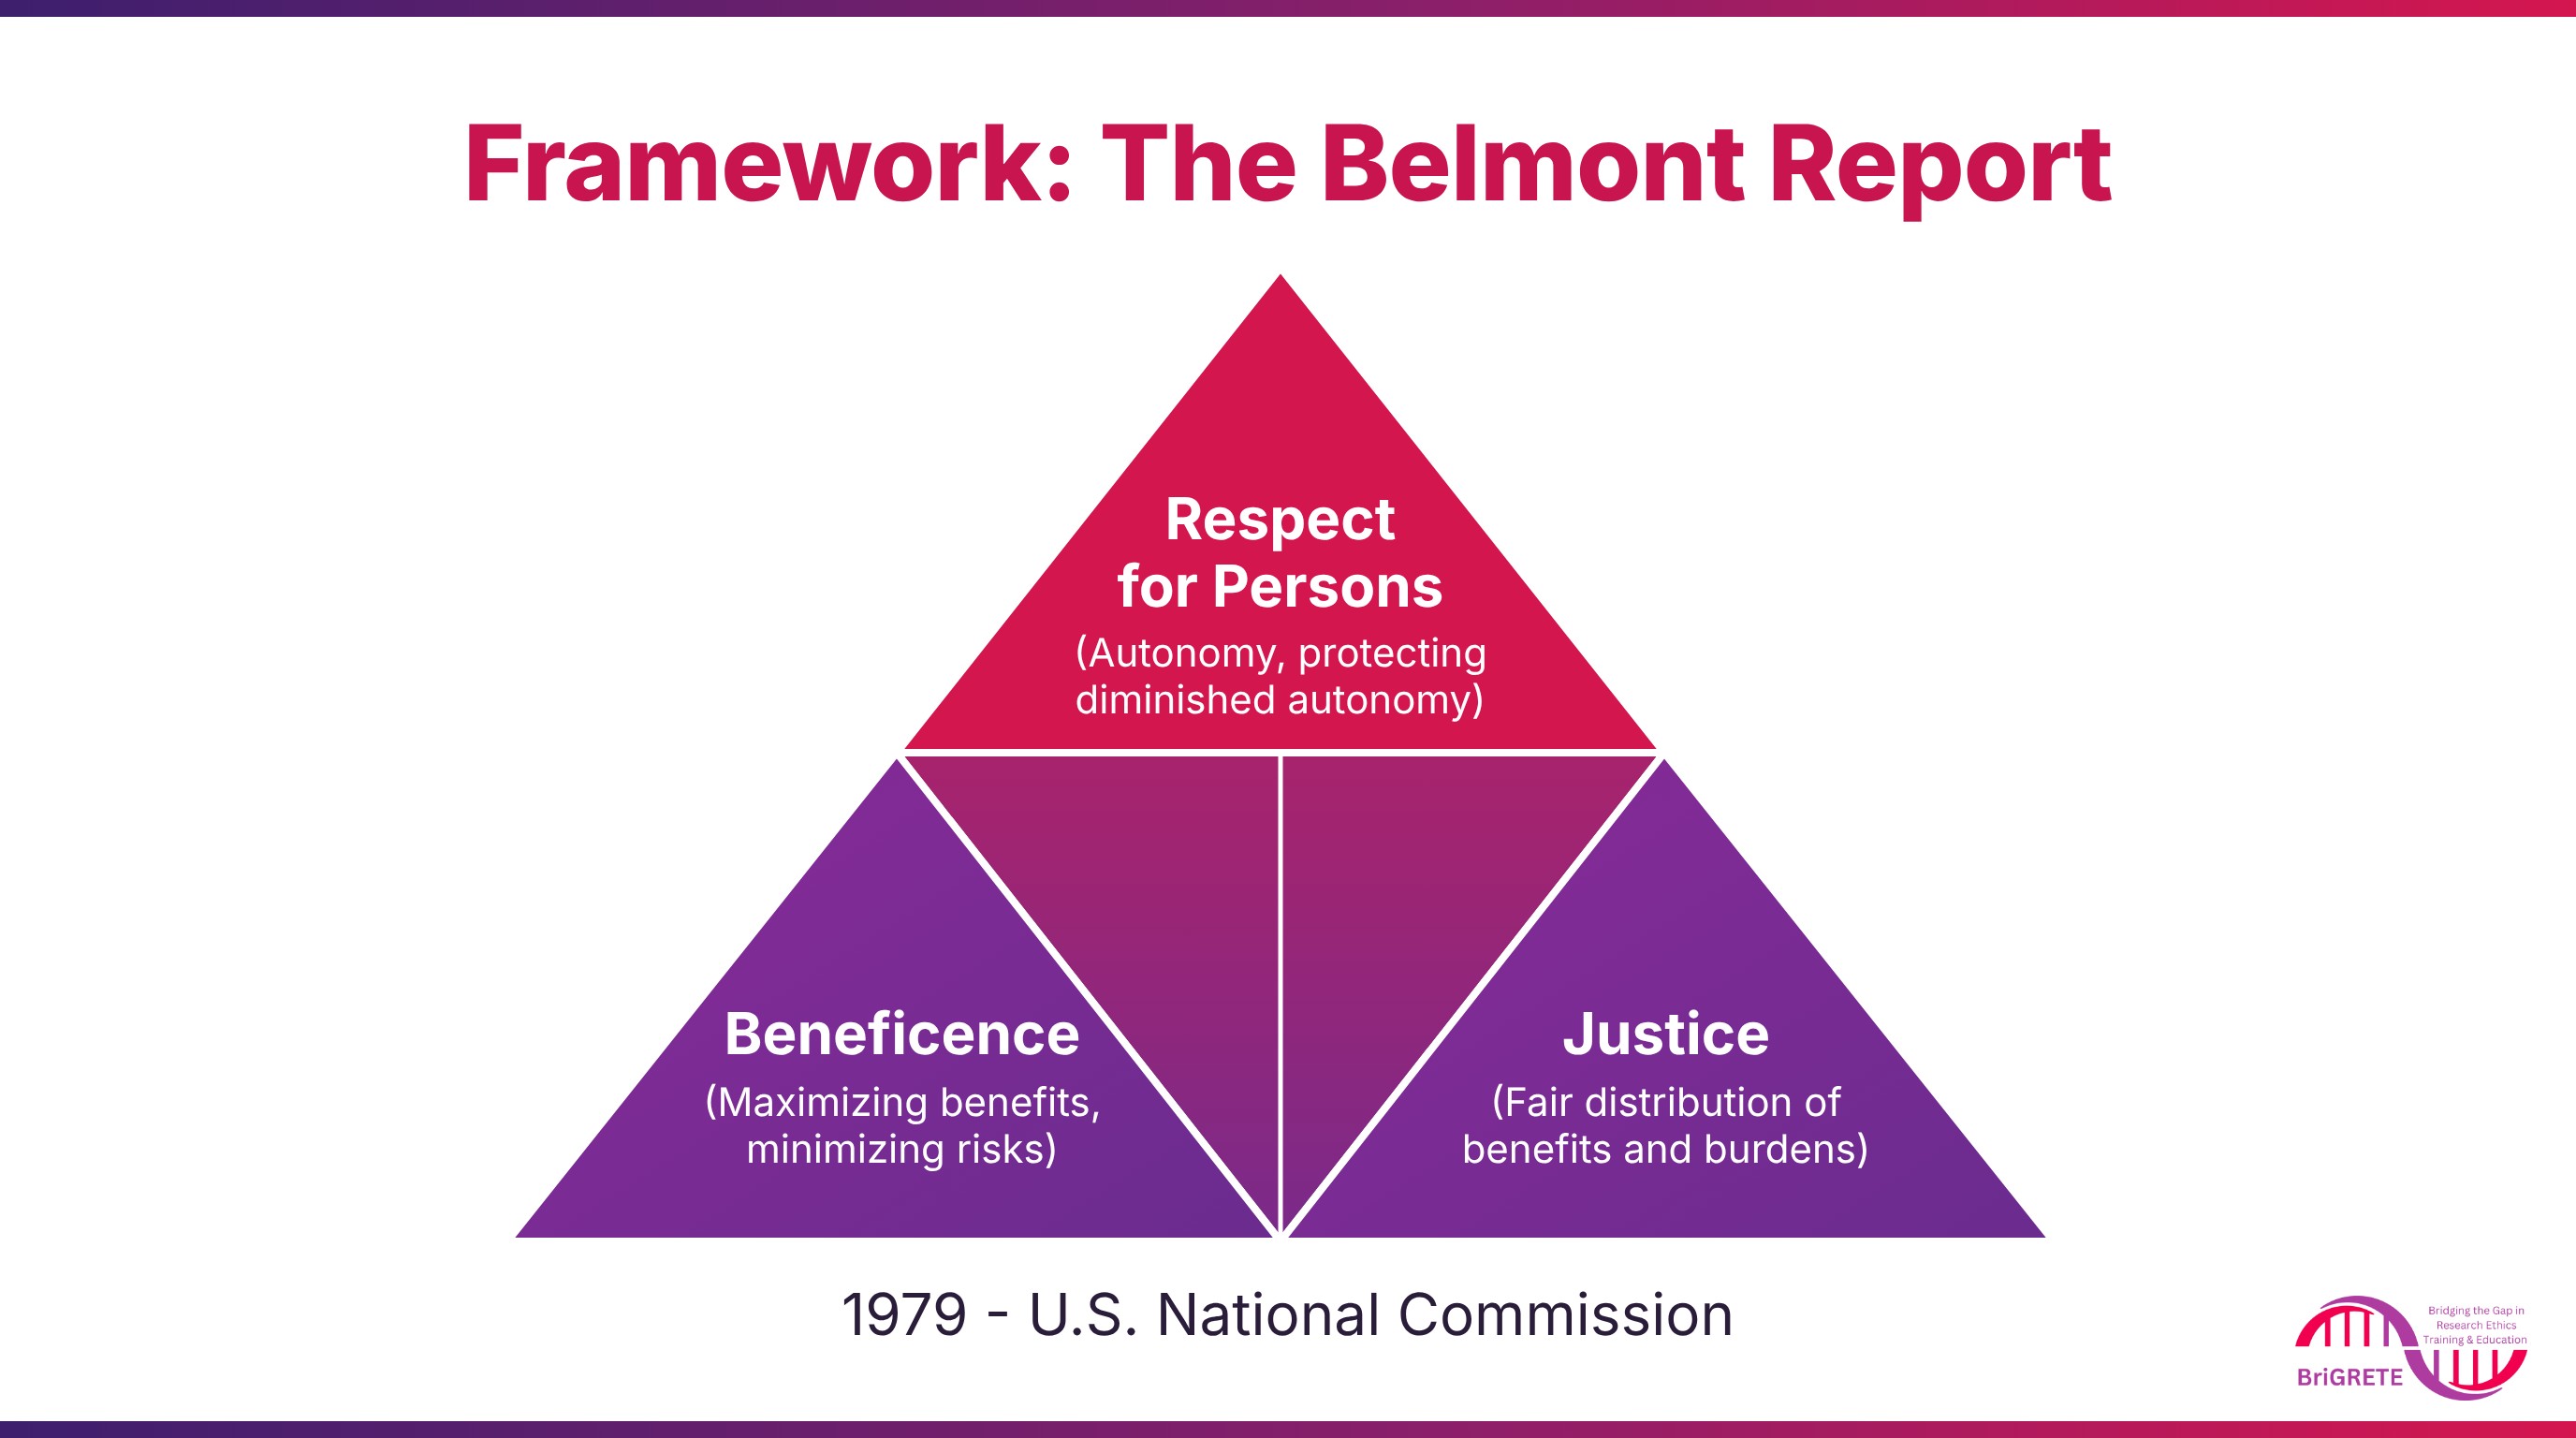 Framework: The Belmont Report
Respect
for Persons
(Autonomy, protecting
diminished autonomy)
Beneficence
(Maximizing benefits,
minimizing risks)
Justice
(Fair distribution of
benefits and burdens)
1979 - U.S. National Commission
Bridging the Gap in
Research Ethics
Training & Education
BriGRETE